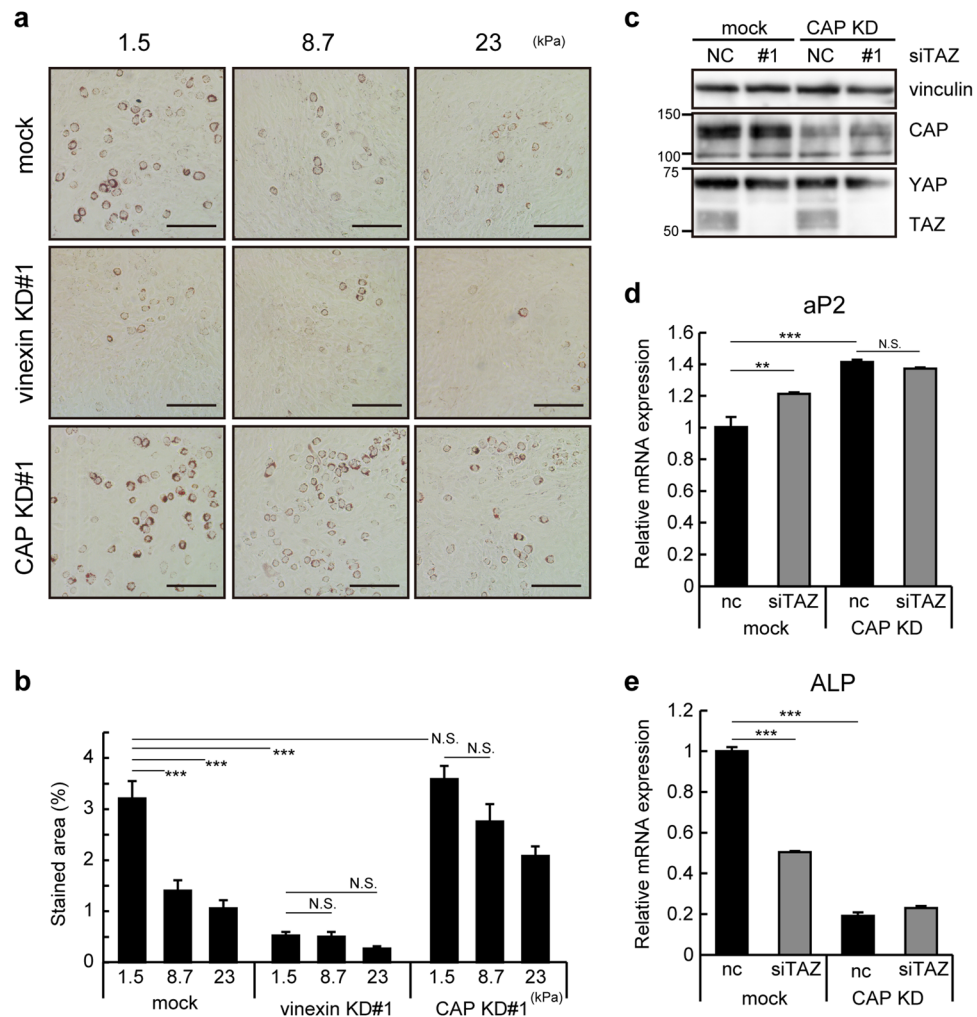 a
1.5 8.7 23 (kPa)
mock
vinexin KD#1
CAP KD#1
b
Stained area (%)
4
3
2
1
0
*** *** *** N.S.
N.S. N.S.
N.S.
1.5 8.7 23 1.5 8.7 23 1.5 8.7 23
mock vinexin KD#1 CAP KD#1 (kPa)
c
mock CAP KD
NC #1 NC #1 siTAZ
vinculin
150
CAP
100
75
YAP
TAZ
50
d
aP2
Relative mRNA expression
1.6
1.4
1.2
1.0
0.8
0.6
0.4
0.2
0
*** N.S.
**
nc siTAZ nc siTAZ
mock CAP KD
e
ALP
Relative mRNA expression
1.2
1
0.8
0.6
0.4
0.2
0
***
***
nc siTAZ nc siTAZ
mock CAP KD